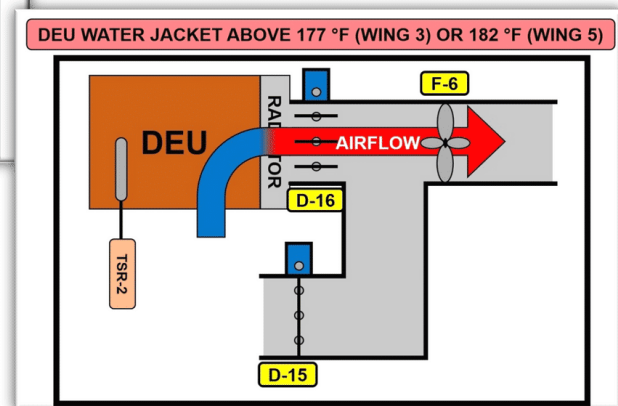 DEU WATER JACKET ABOVE 177 °F (WING 3) OR 182 °F (WING 5)
F-6
DEU
RADIATOR
AIRFLOW
D-16
TSR-2
D-15